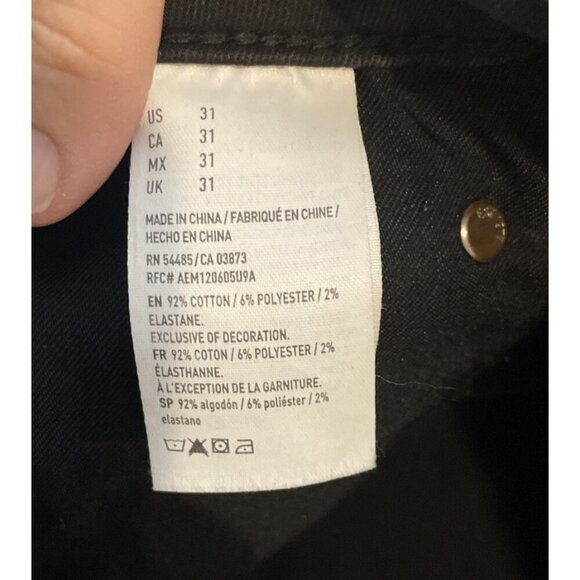 US 31
CA 31
MX 31
UK 31
MADE IN CHINA / FABRIQUÉ EN CHINE /
HECHO EN CHINA
RN 54485/CA 03873
RFC# AEM120605U9A
EN 92% COTTON / 6% POLYESTER / 2%
ELASTANE.
EXCLUSIVE OF DECORATION.
FR 92% COTON / 6% POLYESTER / 2%
ÉLASTHANNE.
À L'EXCEPTION DE LA GARNITURE.
SP 92% algodón / 6% poliéster / 2%
elastano